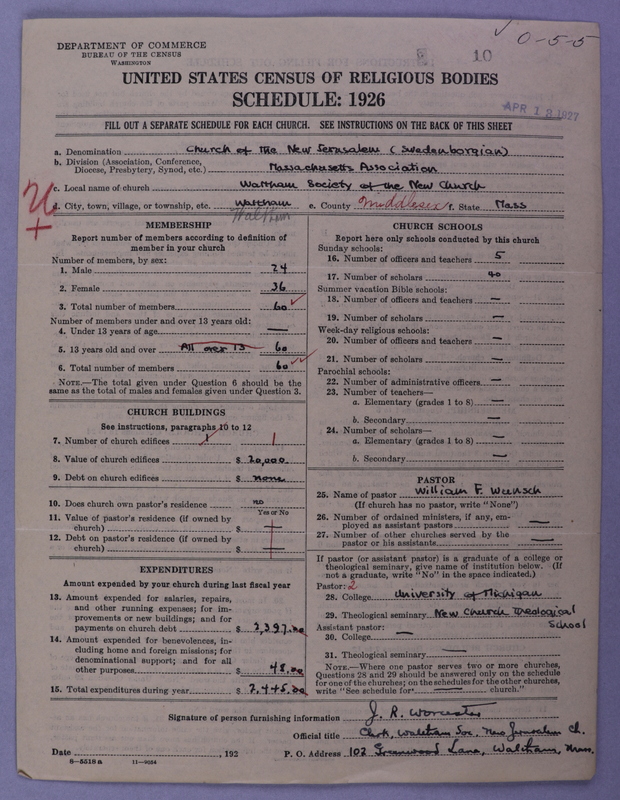 0-5-5
DEPARTMENT OF COMMERCE
BUREAU OF THE CENSUS
WASHINGTON
10
UNITED STATES CENSUS OF RELIGIOUS BODIES
SCHEDULE: 1926
APR 13 1927
FILL OUT A SEPARATE SCHEDULE FOR EACH CHURCH. SEE INSTRUCTIONS ON THE BACK OF THIS SHEET
a. Denomination Church of the New Jerusalem (Swedenborgian)
b. Division (Association, Conference, Diocese, Presbytery, Synod, etc.) Massachusetts Association
c. Local name of church Waltham Society of the New Church
d. City, town, village, or township, etc. Waltham e. County Middlesex f. State Mass
Waltham
MEMBERSHIP
Report number of members according to definition of
member in your church
Number of members, by sex:
1. Male 24
2. Female 36
3. Total number of members 60
Number of members under and over 13 years old:
4. Under 13 years of age —
5. 13 years old and over All over 13 60
6. Total number of members 60
NOTE.—The total given under Question 6 should be
same as the total of males and females given under Question 3.
CHURCH BUILDINGS
See instructions, paragraphs 10 to 12
7. Number of church edifices 1 1
8. Value of church edifices $ 20,000.
9. Debt on church edifices $ none
10. Does church own pastor's residence no
Yes or No
11. Value of pastor's residence (if owned by
church) $ —
12. Debt on pastor's residence (if owned by
church) $ —
EXPENDITURES
Amount expended by your church during last fiscal year
13. Amount expended for salaries, repairs,
and other running expenses; for im-
provements or new buildings; and for
payments on church debt $ 2,397.00
14. Amount expended for benevolences, in-
cluding home and foreign missions; for
denominational support; and for all
other purposes $ 48.00
15. Total expenditures during year $ 2,445.00
CHURCH SCHOOLS
Report here only schools conducted by this church
Sunday schools:
16. Number of officers and teachers 5
17. Number of scholars 40
Summer vacation Bible schools:
18. Number of officers and teachers —
19. Number of scholars —
Week-day religious schools:
20. Number of officers and teachers —
21. Number of scholars —
Parochial schools:
22. Number of administrative officers —
23. Number of teachers—
a. Elementary (grades 1 to 8) —
b. Secondary —
24. Number of scholars—
a. Elementary (grades 1 to 8) —
b. Secondary —
PASTOR
25. Name of pastor William F. Wunsch
(If church has no pastor, write "None")
26. Number of ordained ministers, if any, em-
ployed as assistant pastors —
27. Number of other churches served by the
pastor or his assistants —
If pastor (or assistant pastor) is a graduate of a college or
theological seminary, give name of institution below. (If
not a graduate, write "No" in the space indicated.)
Pastor: 2
28. College University of Michigan
29. Theological seminary New Church Theological
School
Assistant pastor:
30. College —
31. Theological seminary —
NOTE.—Where one pastor serves two or more churches,
Questions 28 and 29 should be answered only on the schedule
for one of the churches; on the schedules for the other churches,
write "See schedule for — church."
Signature of person furnishing information J. R. Worcester
Official title Clerk, Waltham Soc. New Jerusalem Ch.
Date , 192 P. O. Address 102 Greenwood Lane, Waltham, Mass.
8-5518a 11-9054